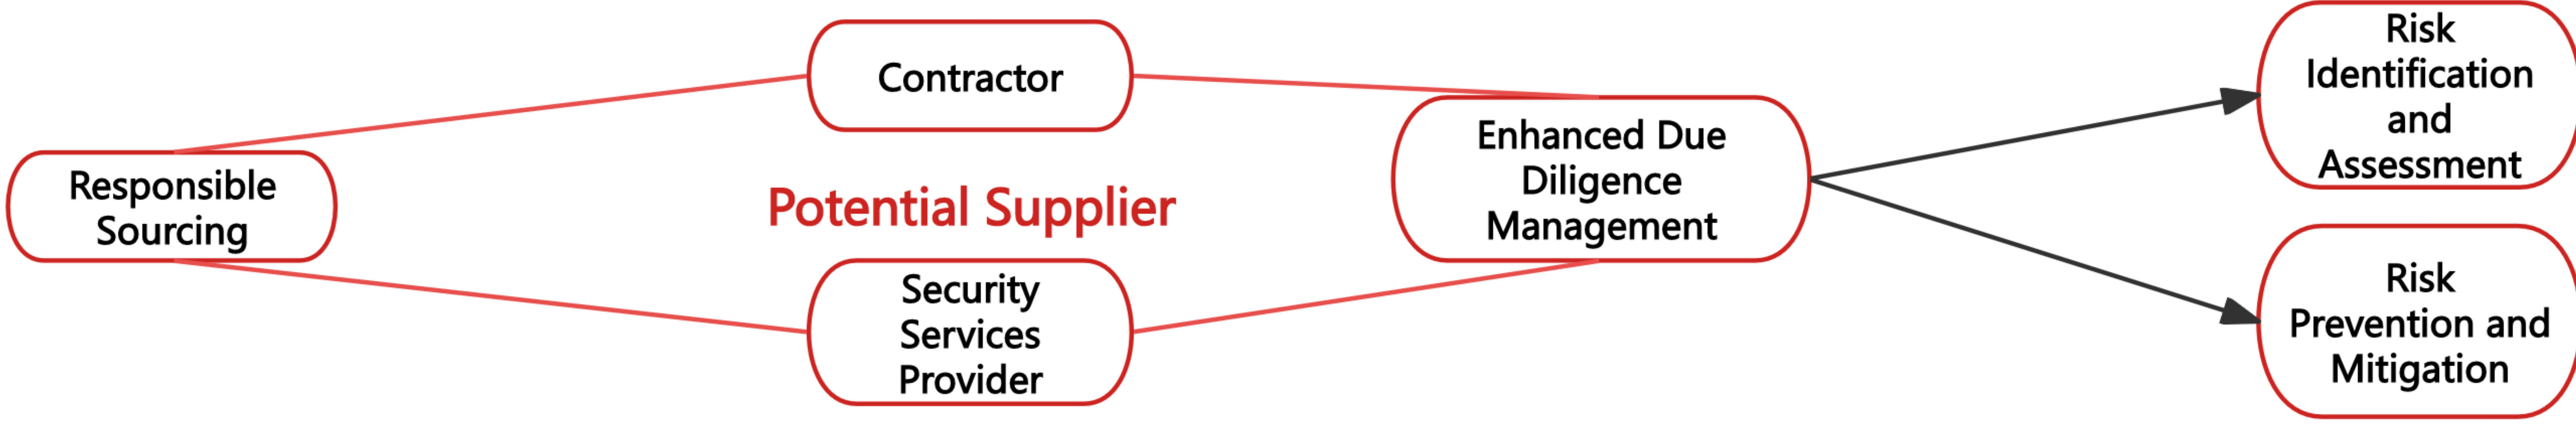 Responsible
Sourcing
Contractor
Potential Supplier
Security
Services
Provider
Enhanced Due
Diligence
Management
Risk
Identification
and
Assessment
Risk
Prevention and
Mitigation